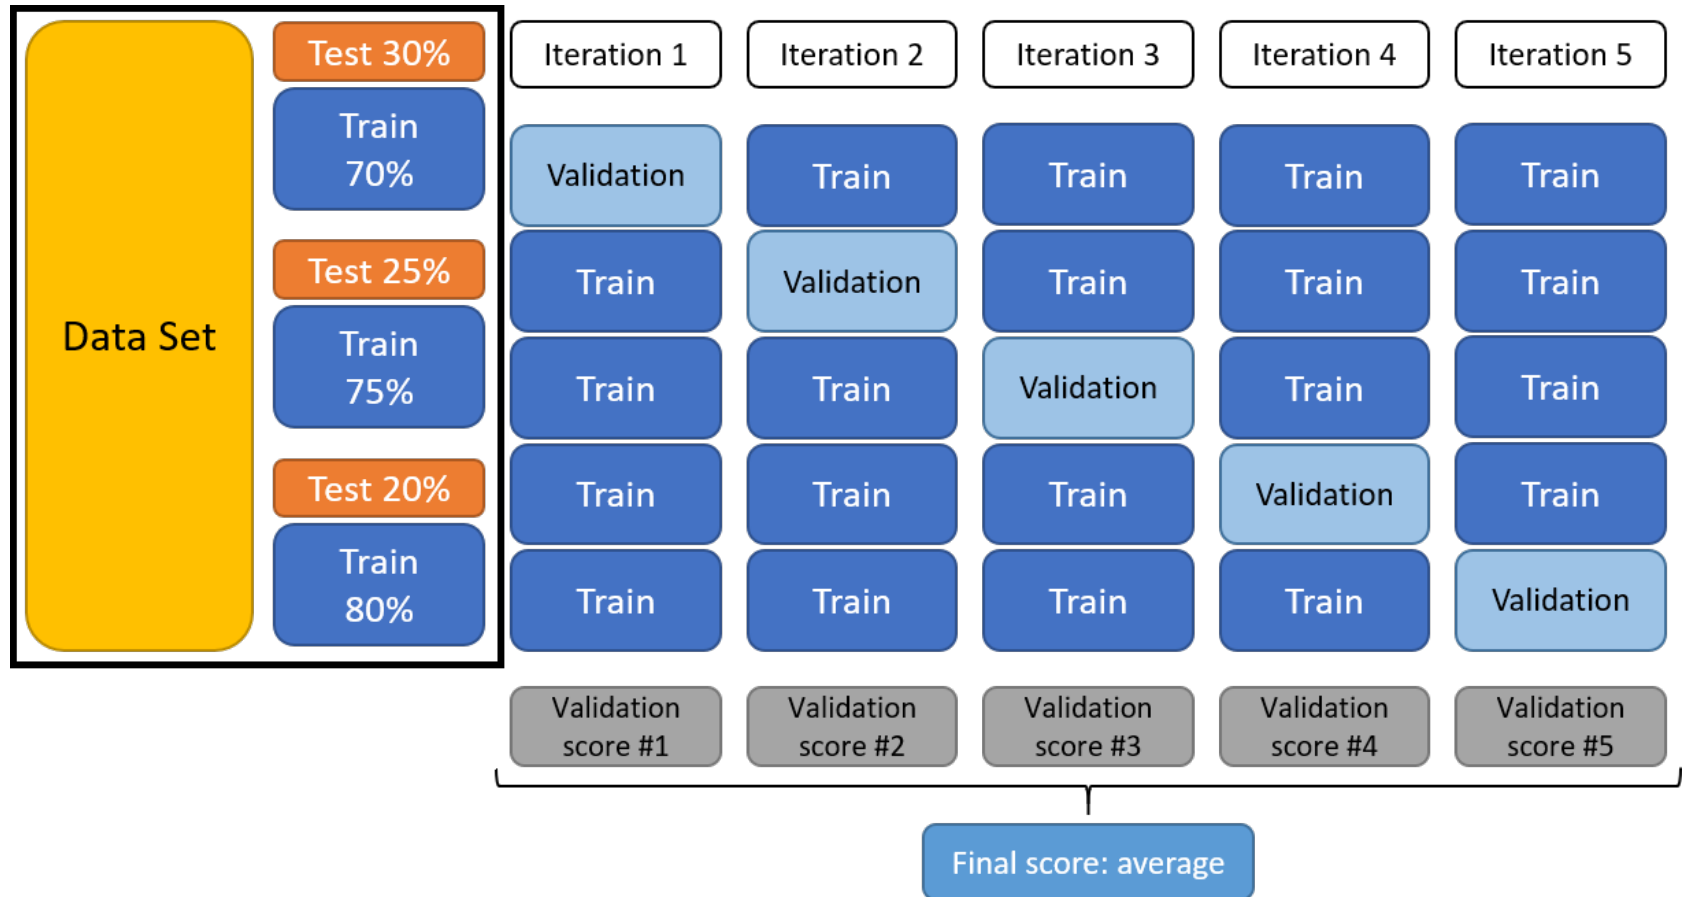 Data Set
Test 30%
Train
70%
Test 25%
Train
75%
Test 20%
Train
80%
Iteration 1
Iteration 2
Iteration 3
Iteration 4
Iteration 5
Validation
Train
Train
Train
Train
Train
Validation
Train
Train
Train
Train
Train
Validation
Train
Train
Train
Train
Train
Validation
Train
Train
Train
Train
Train
Validation
Validation
score #1
Validation
score #2
Validation
score #3
Validation
score #4
Validation
score #5
Final score: average